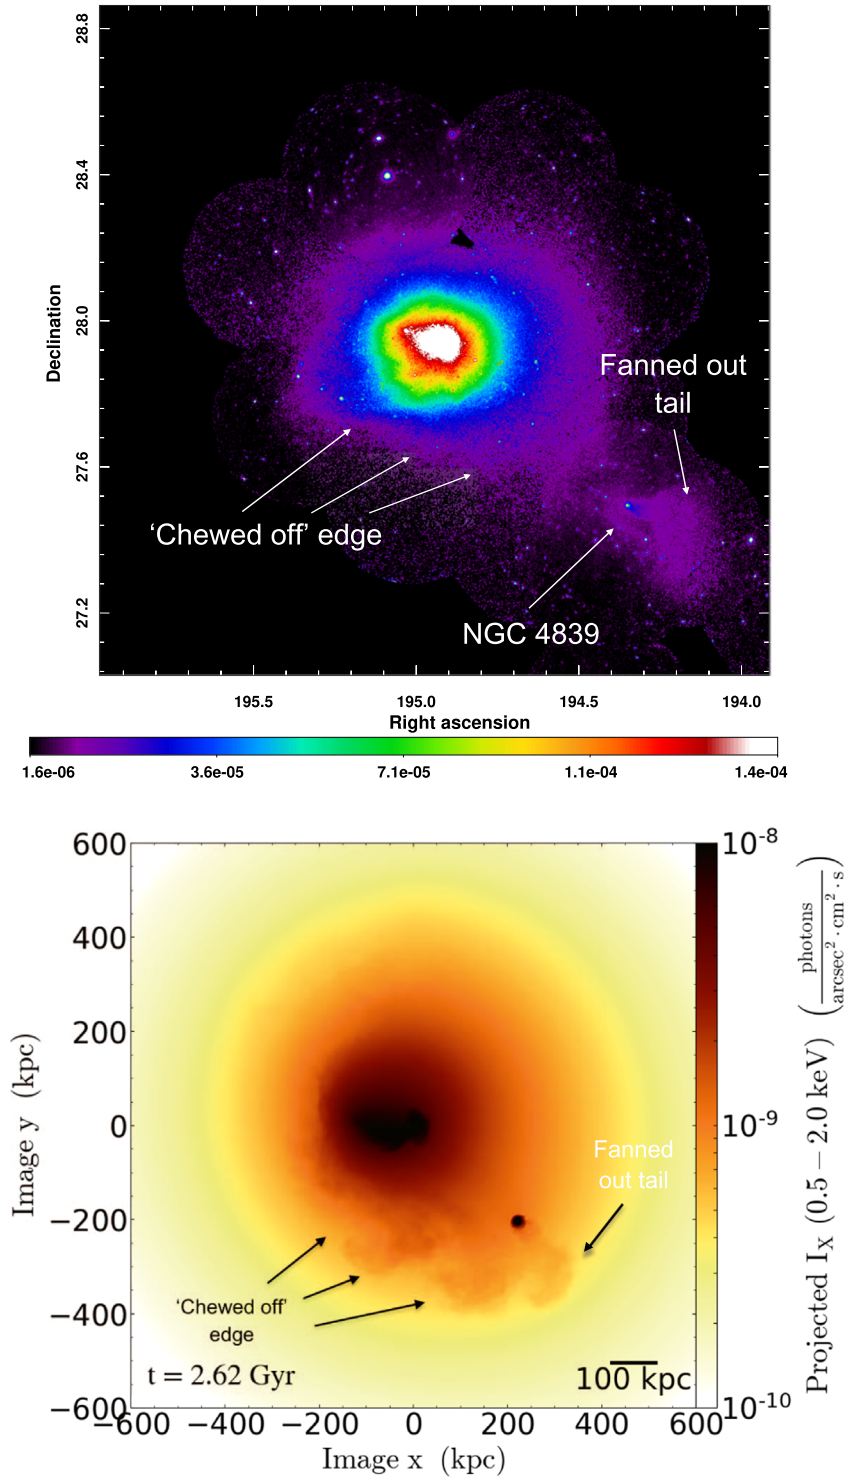 28.8
28.4
28.0
27.6
27.2
Declination
Fanned out
tail
‘Chewed off’ edge
NGC 4839
195.5 195.0 194.5 194.0
Right ascension
1.6e-06 3.6e-05 7.1e-05 1.1e-04 1.4e-04
600
400
200
0
−200
−400
−600
Image y (kpc)
Fanned
out tail
‘Chewed off’
edge
t = 2.62 Gyr
100 kpc
−600 −400 −200 0 200 400 600
Image x (kpc)
10⁻⁸
10⁻⁹
10⁻¹⁰
Projected I_X (0.5 − 2.0 keV) (photons / arcsec² · cm² · s)